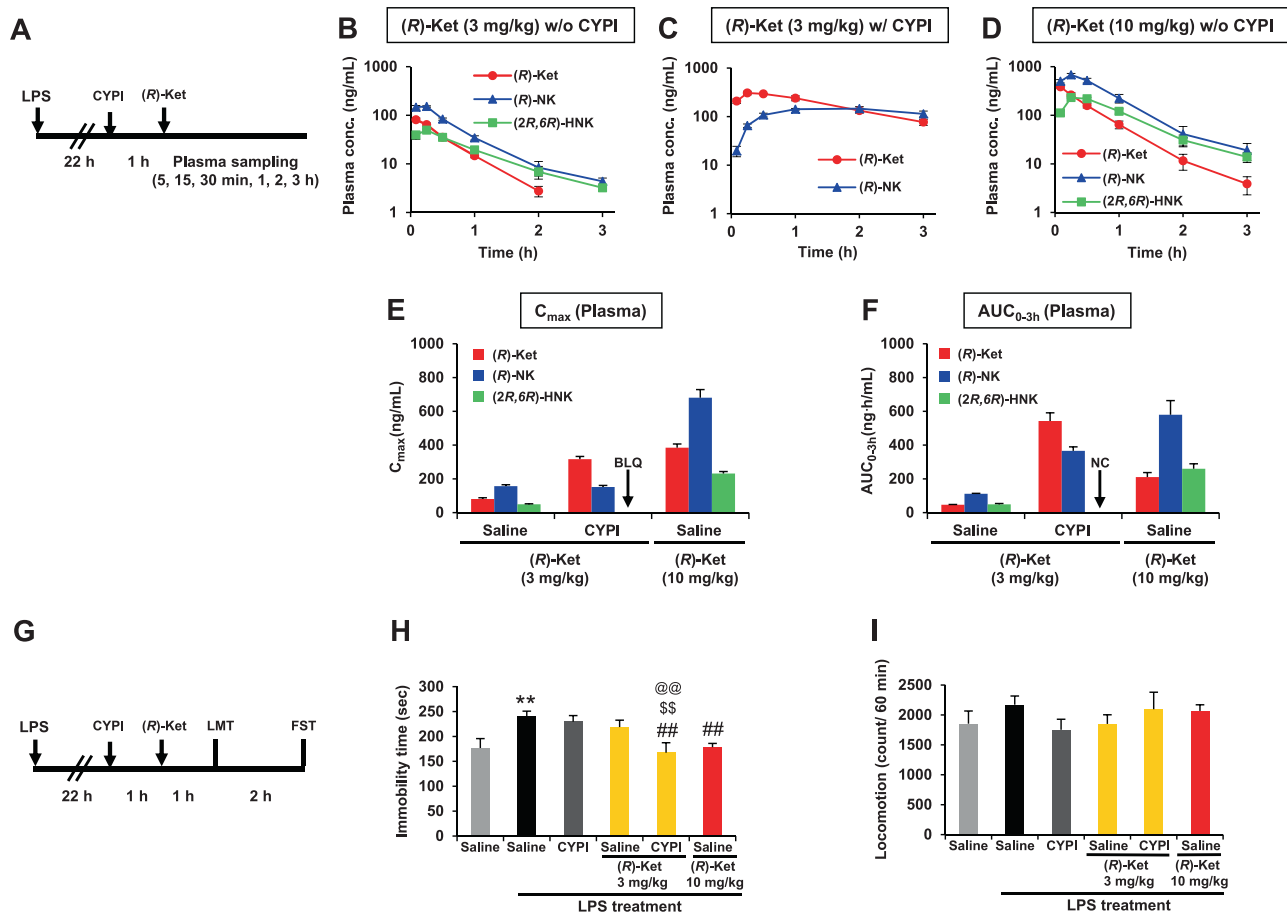 A
LPS
CYPI
(R)-Ket
22 h
1 h
Plasma sampling
(5, 15, 30 min, 1, 2, 3 h)
B
(R)-Ket (3 mg/kg) w/o CYPI
Plasma conc. (ng/mL)
1000
100
10
1
(R)-Ket
(R)-NK
(2R,6R)-HNK
0 1 2 3
Time (h)
C
(R)-Ket (3 mg/kg) w/ CYPI
Plasma conc. (ng/mL)
1000
100
10
1
(R)-Ket
(R)-NK
0 1 2 3
Time (h)
D
(R)-Ket (10 mg/kg) w/o CYPI
Plasma conc. (ng/mL)
1000
100
10
1
(R)-Ket
(R)-NK
(2R,6R)-HNK
0 1 2 3
Time (h)
E
Cmax (Plasma)
Cmax (ng/mL)
1000
800
600
400
200
0
(R)-Ket
(R)-NK
(2R,6R)-HNK
BLQ
Saline CYPI Saline
(R)-Ket (R)-Ket
(3 mg/kg) (10 mg/kg)
F
AUC0-3h (Plasma)
AUC0-3h (ng·h/mL)
1000
800
600
400
200
0
(R)-Ket
(R)-NK
(2R,6R)-HNK
NC
Saline CYPI Saline
(R)-Ket (R)-Ket
(3 mg/kg) (10 mg/kg)
G
LPS
CYPI
(R)-Ket
LMT
FST
22 h
1 h
1 h
2 h
H
Immobility time (sec)
300
250
200
150
100
50
0
**
@@
$$
##
##
Saline Saline CYPI Saline CYPI Saline
(R)-Ket (R)-Ket
3 mg/kg 10 mg/kg
LPS treatment
I
Locomotion (count/ 60 min)
2500
2000
1500
1000
500
0
Saline Saline CYPI Saline CYPI Saline
(R)-Ket (R)-Ket
3 mg/kg 10 mg/kg
LPS treatment